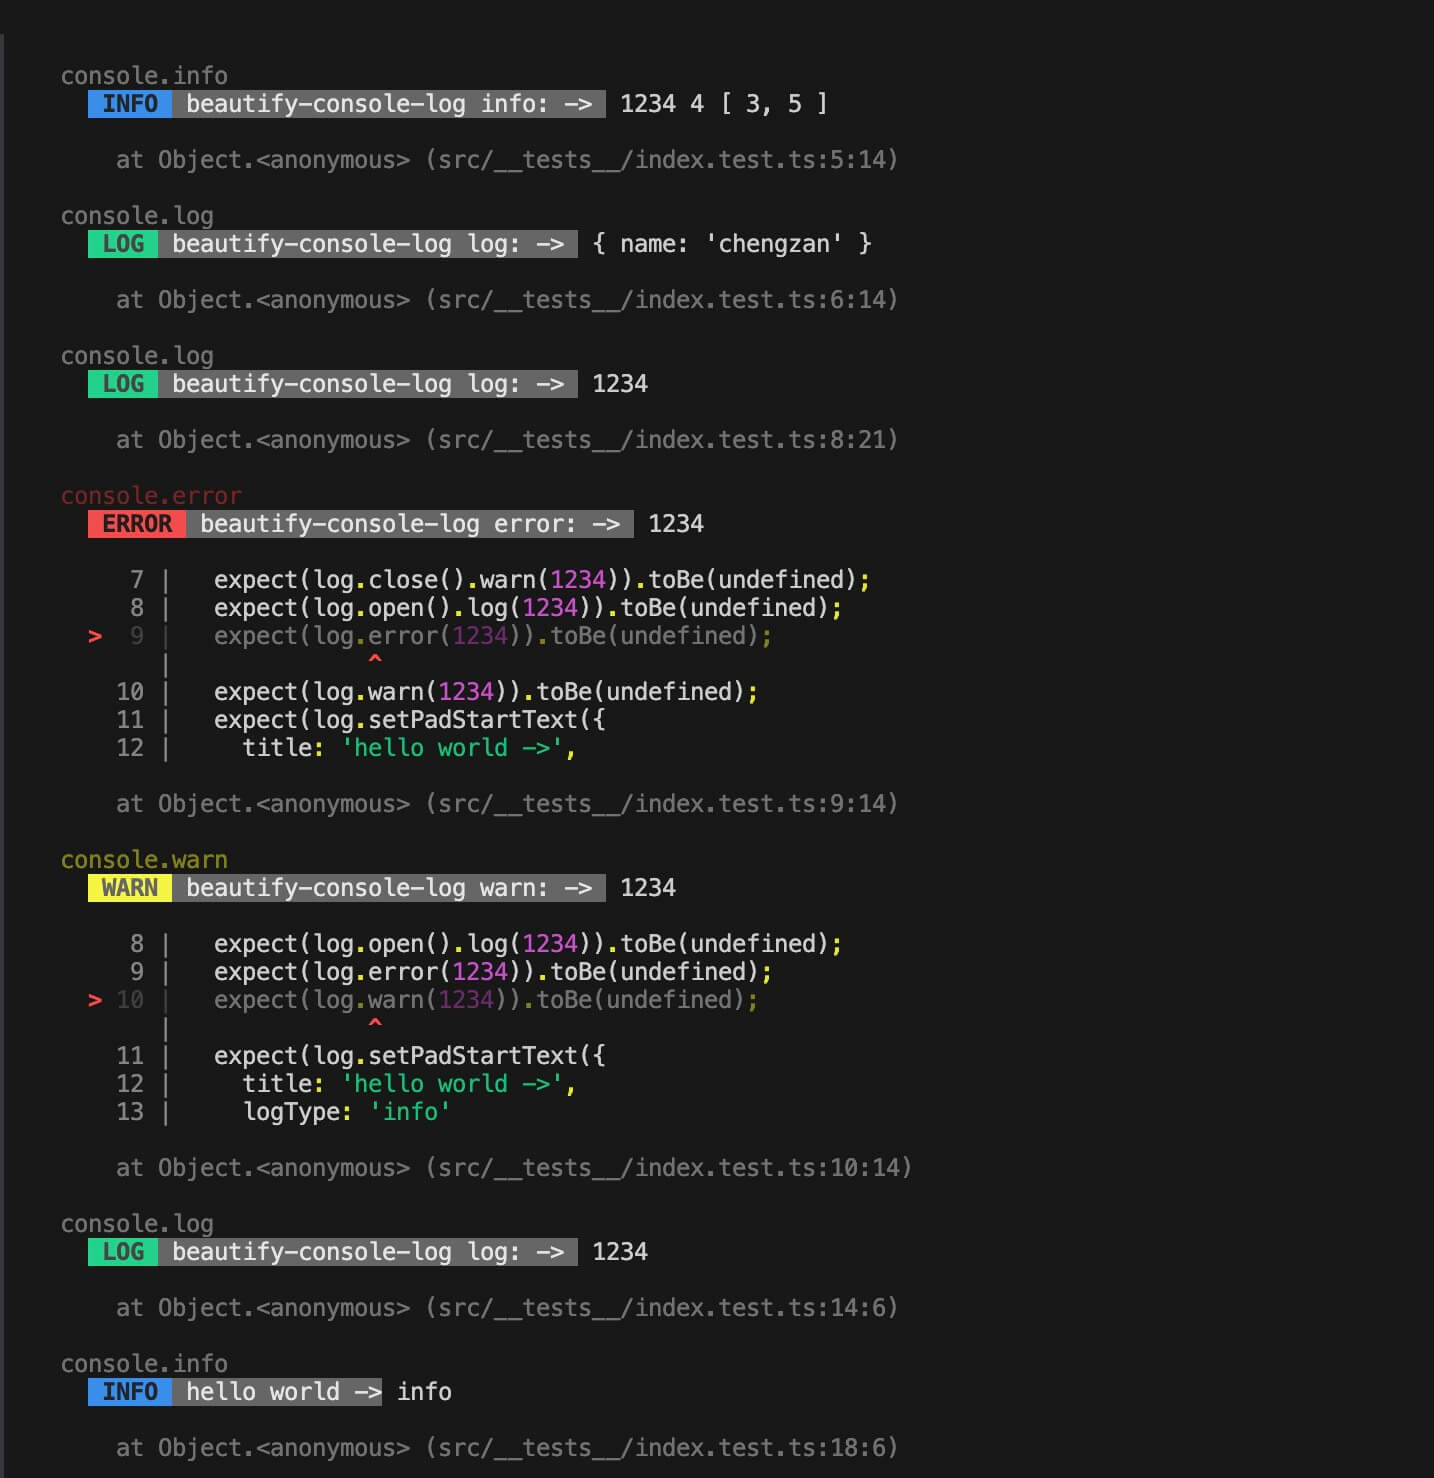 console.info
INFO beautify-console-log info: -> 1234 4 [ 3, 5 ]
at Object.<anonymous> (src/__tests__/index.test.ts:5:14)
console.log
LOG beautify-console-log log: -> { name: 'chengzan' }
at Object.<anonymous> (src/__tests__/index.test.ts:6:14)
console.log
LOG beautify-console-log log: -> 1234
at Object.<anonymous> (src/__tests__/index.test.ts:8:21)
console.error
ERROR beautify-console-log error: -> 1234
7 | expect(log.close().warn(1234)).toBe(undefined);
8 | expect(log.open().log(1234)).toBe(undefined);
> 9 | expect(log.error(1234)).toBe(undefined);
| ^
10 | expect(log.warn(1234)).toBe(undefined);
11 | expect(log.setPadStartText({
12 | title: 'hello world ->',
at Object.<anonymous> (src/__tests__/index.test.ts:9:14)
console.warn
WARN beautify-console-log warn: -> 1234
8 | expect(log.open().log(1234)).toBe(undefined);
9 | expect(log.error(1234)).toBe(undefined);
> 10 | expect(log.warn(1234)).toBe(undefined);
| ^
11 | expect(log.setPadStartText({
12 | title: 'hello world ->',
13 | logType: 'info'
at Object.<anonymous> (src/__tests__/index.test.ts:10:14)
console.log
LOG beautify-console-log log: -> 1234
at Object.<anonymous> (src/__tests__/index.test.ts:14:6)
console.info
INFO hello world -> info
at Object.<anonymous> (src/__tests__/index.test.ts:18:6)